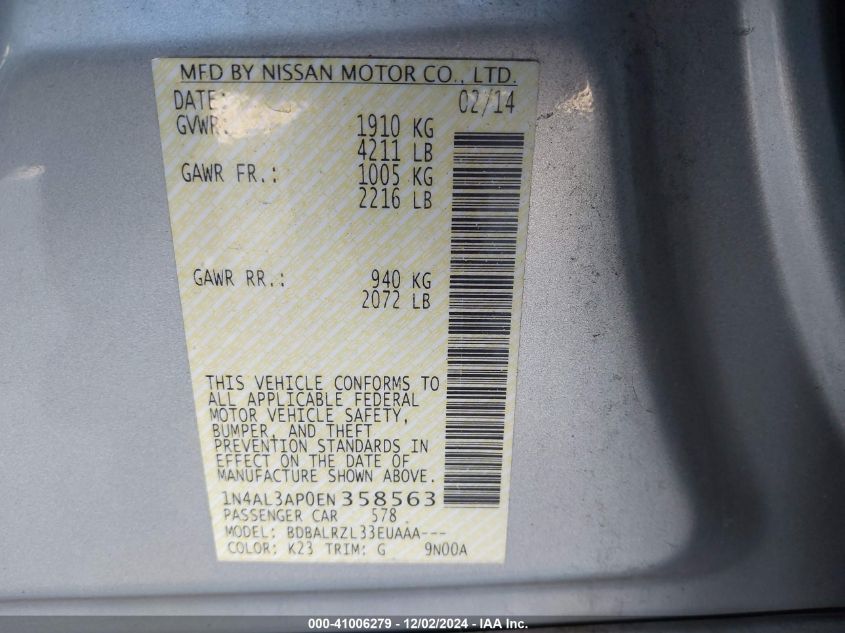 MFD BY NISSAN MOTOR CO., LTD.
DATE: 02/14
GVWR: 1910 KG
4211 LB
GAWR FR.: 1005 KG
2216 LB
GAWR RR.: 940 KG
2072 LB
THIS VEHICLE CONFORMS TO
ALL APPLICABLE FEDERAL
MOTOR VEHICLE SAFETY,
BUMPER, AND THEFT
PREVENTION STANDARDS IN
EFFECT ON THE DATE OF
MANUFACTURE SHOWN ABOVE.
1N4AL3AP0EN358563
PASSENGER CAR 578
MODEL: BDBALRZL33EUAAA---
COLOR: K23 TRIM: G 9N00A
000-41006279 - 12/02/2024 - IAA Inc.